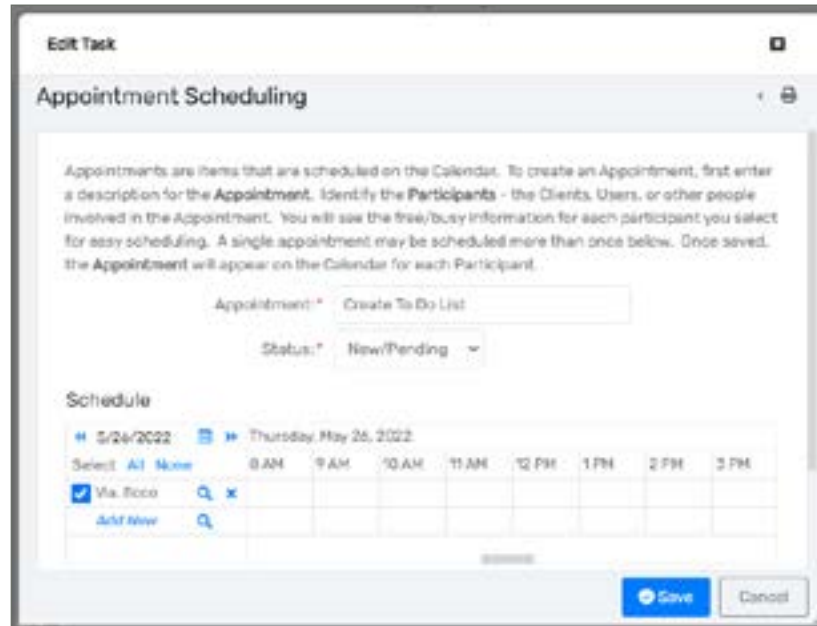 Edit Task
Appointment Scheduling
Appointments are items that are scheduled on the Calendar. To create an Appointment, first enter
a description for the Appointment. Identify the Participants - the Clients, Users, or other people
involved in the Appointment. You will see the free/busy information for each participant you select
for easy scheduling. A single appointment may be scheduled more than once below. Once saved,
the Appointment will appear on the Calendar for each Participant.
Appointment:* Create To Do List
Status:* New/Pending
Schedule
5/26/2022 Thursday, May 26, 2022
Select All None 8 AM 9 AM 10 AM 11 AM 12 PM 1 PM 2 PM 3 PM
Via,
Add New
Save Cancel